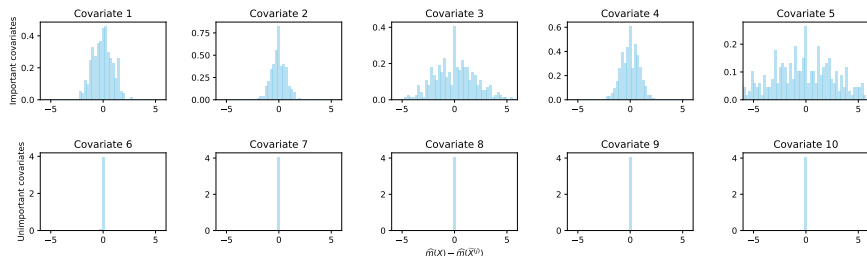 Covariate 1 Covariate 2 Covariate 3 Covariate 4 Covariate 5
Important covariates
0.4 0.2 0.0
0.75 0.50 0.25 0.00
0.4 0.2 0.0
0.6 0.4 0.2 0.0
0.2 0.1 0.0
−5 0 5 −5 0 5 −5 0 5 −5 0 5 −5 0 5
Covariate 6 Covariate 7 Covariate 8 Covariate 9 Covariate 10
Unimportant covariates
4 2 0
4 2 0
4 2 0
4 2 0
4 2 0
−5 0 5 −5 0 5 −5 0 5 −5 0 5 −5 0 5